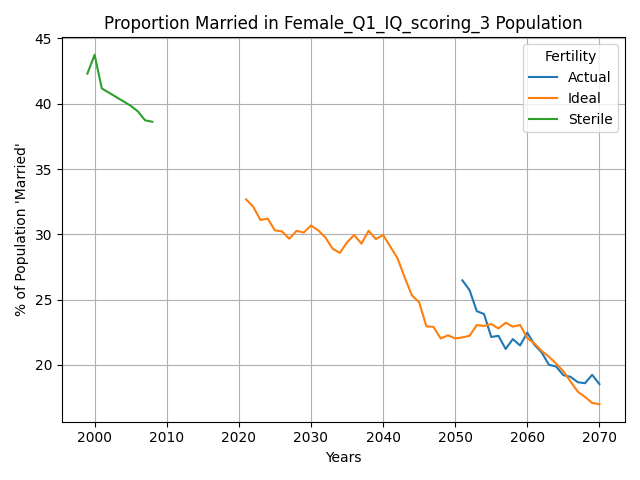 Proportion Married in Female_Q1_IQ_scoring_3 Population
% of Population 'Married'
45
40
35
30
25
20
Fertility
Actual
Ideal
Sterile
2000 2010 2020 2030 2040 2050 2060 2070
Years